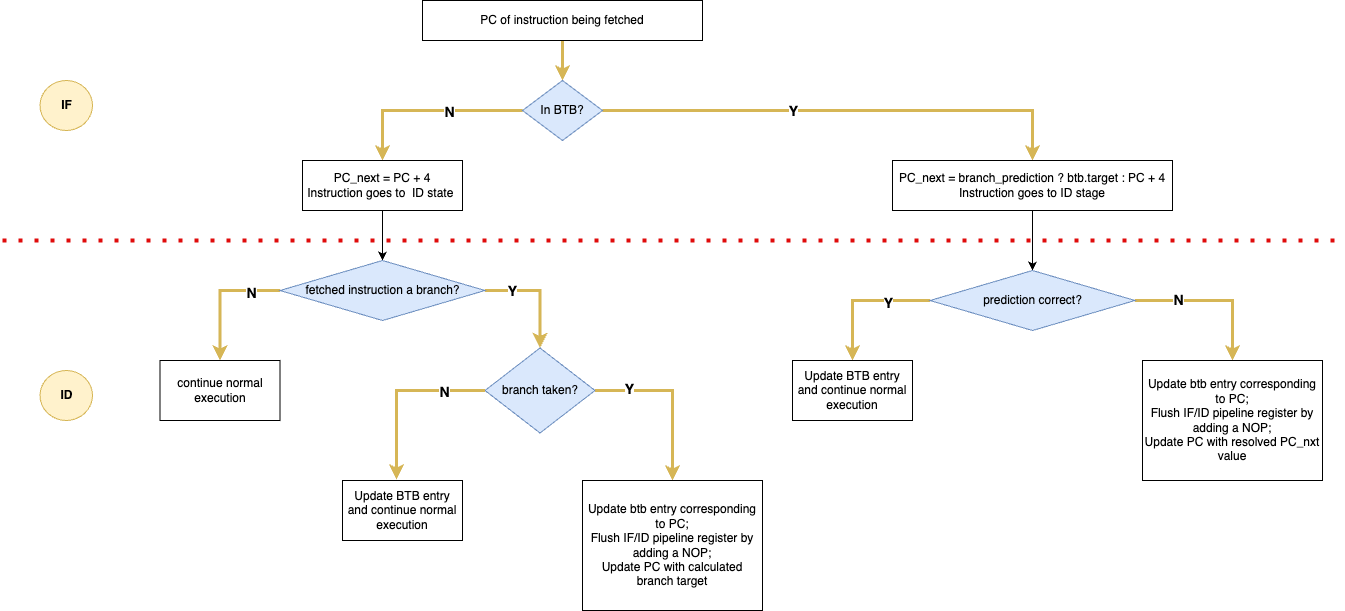 PC of instruction being fetched
IF
In BTB?
N
Y
PC_next = PC + 4
Instruction goes to ID state
PC_next = branch_prediction ? btb.target : PC + 4
Instruction goes to ID stage
fetched instruction a branch?
N
Y
prediction correct?
Y
N
ID
continue normal
execution
branch taken?
N
Y
Update BTB entry
and continue normal
execution
Update btb entry corresponding
to PC;
Flush IF/ID pipeline register by
adding a NOP;
Update PC with resolved PC_nxt
value
Update BTB entry
and continue normal
execution
Update btb entry corresponding
to PC;
Flush IF/ID pipeline register by
adding a NOP;
Update PC with calculated
branch target